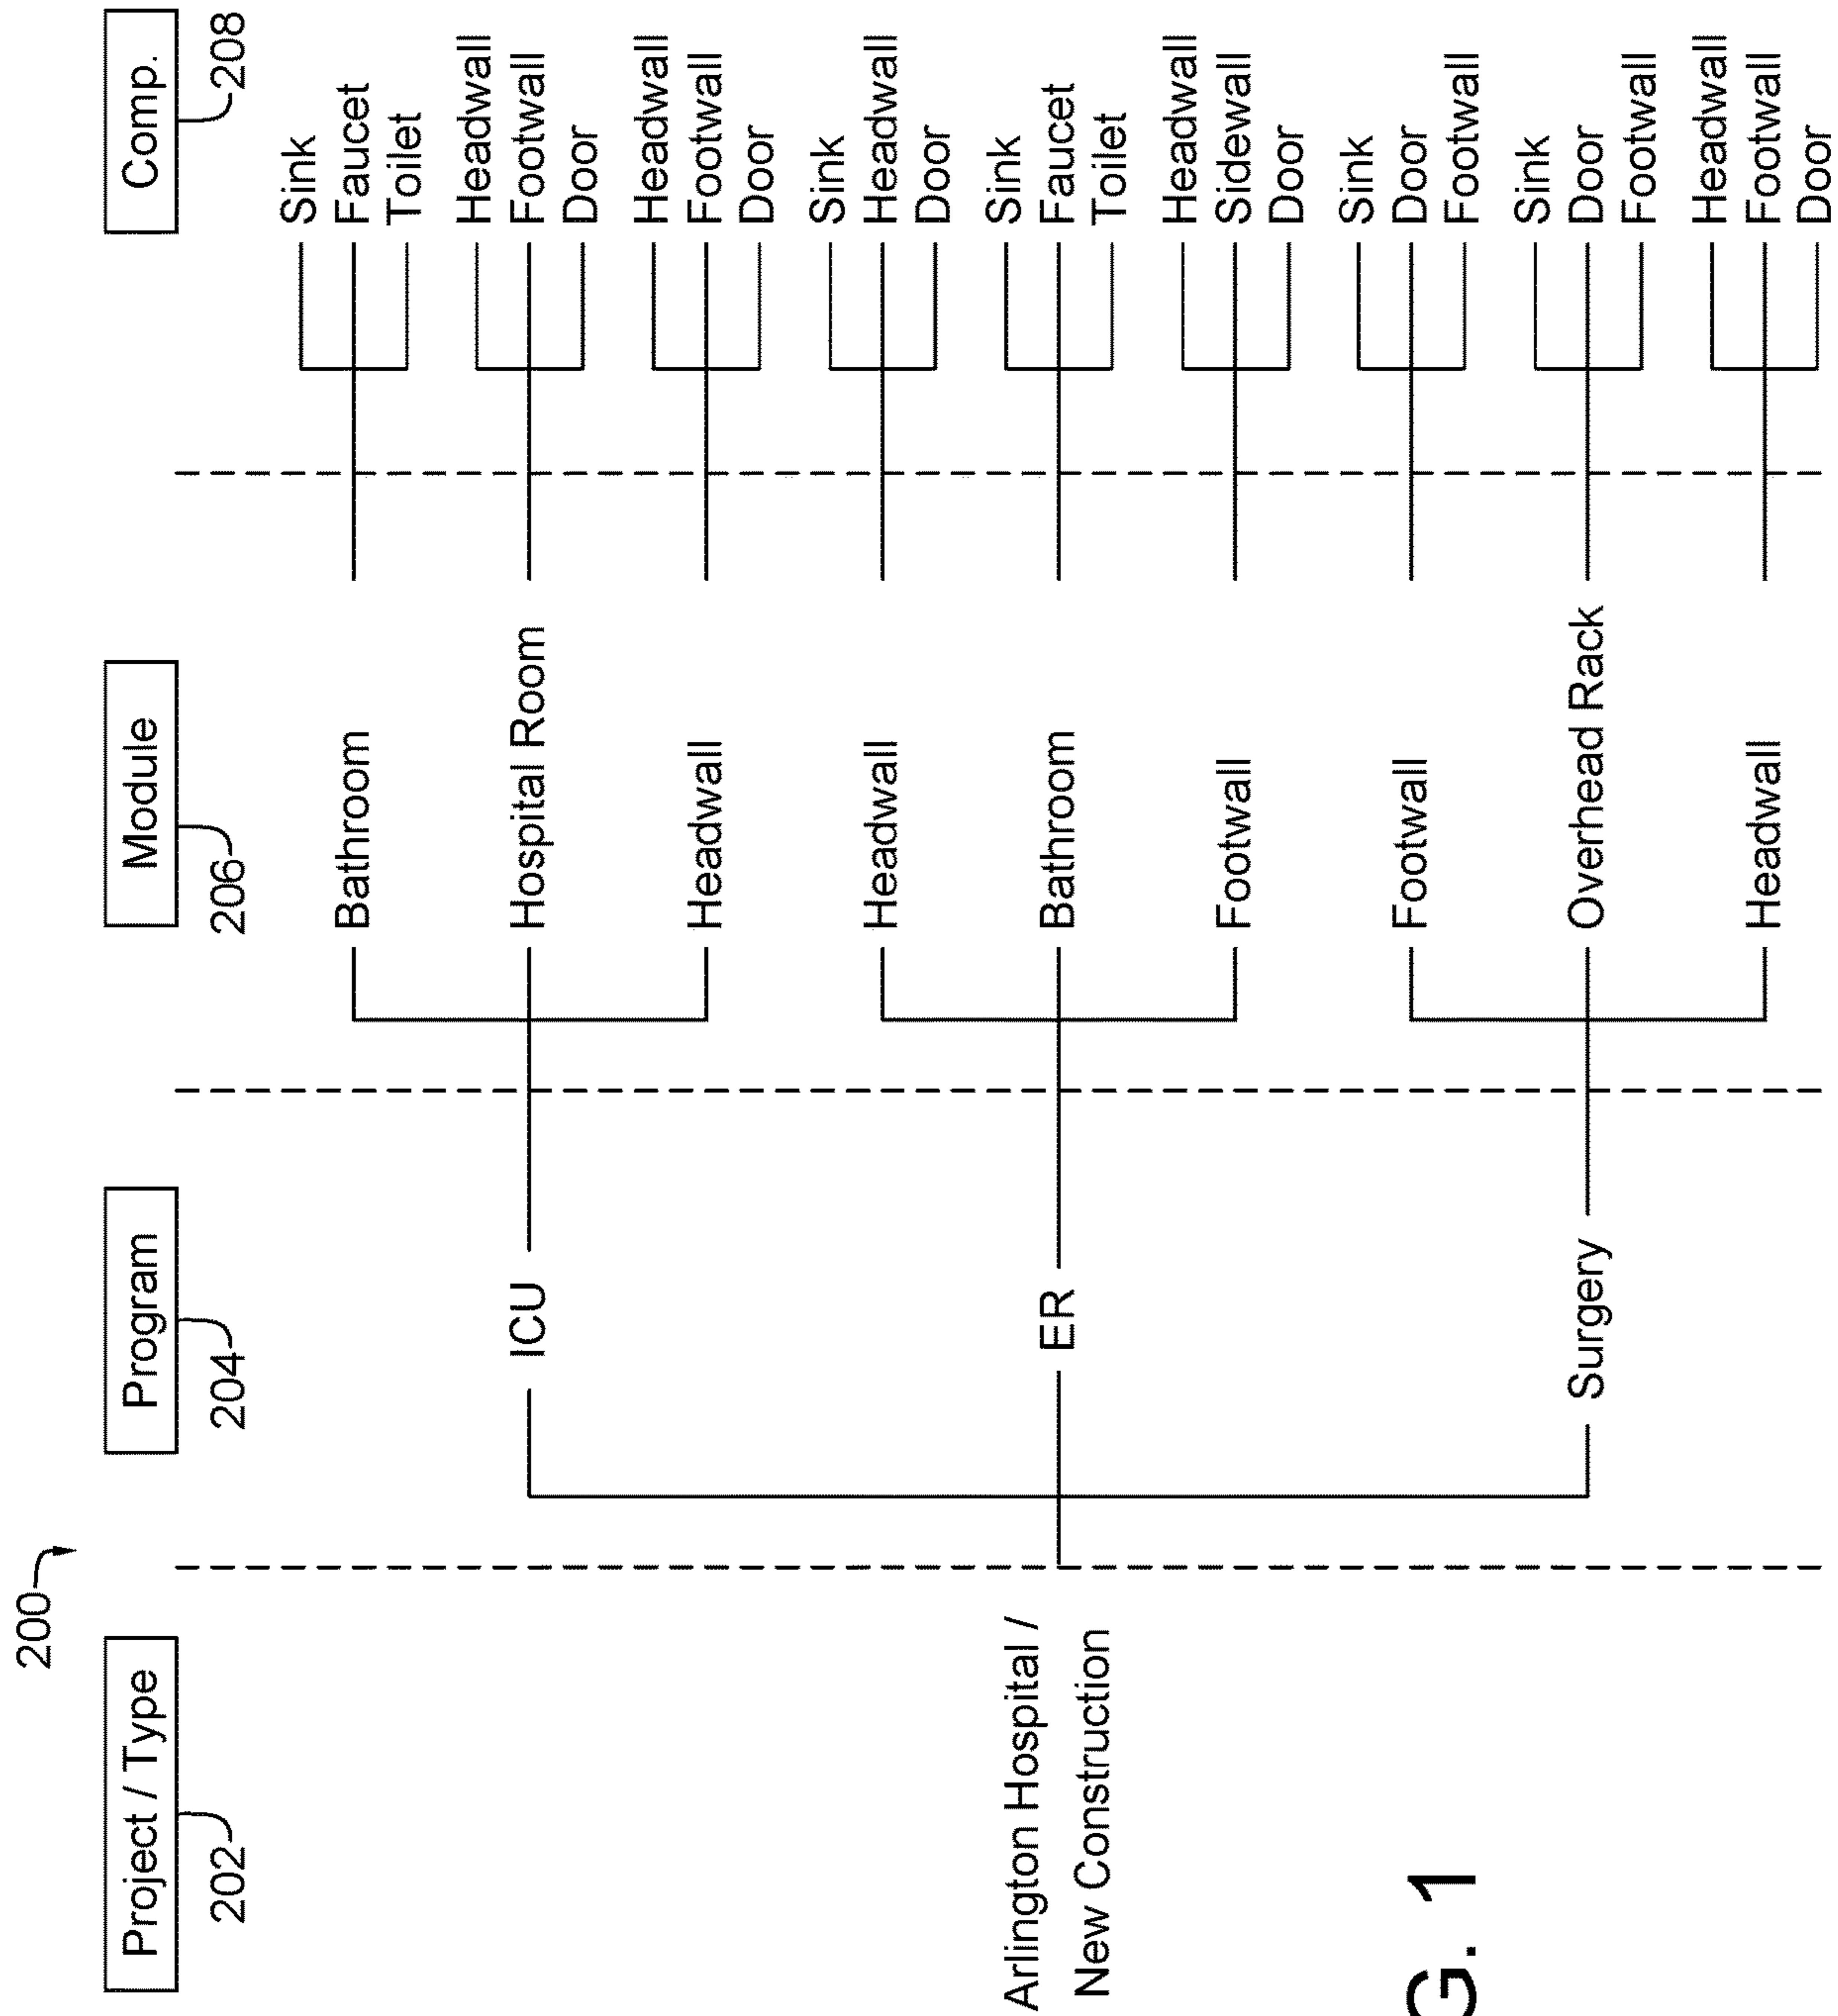 200
Project / Type
202
Program
204
Module
206
Comp.
208
Arlington Hospital /
New Construction
ICU
ER
Surgery
Bathroom
Hospital Room
Headwall
Headwall
Bathroom
Footwall
Footwall
Overhead Rack
Headwall
Sink
Faucet
Toilet
Headwall
Footwall
Door
Headwall
Footwall
Door
Sink
Headwall
Door
Sink
Faucet
Toilet
Headwall
Sidewall
Door
Sink
Door
Footwall
Sink
Door
Footwall
Headwall
Footwall
Door
G. 1